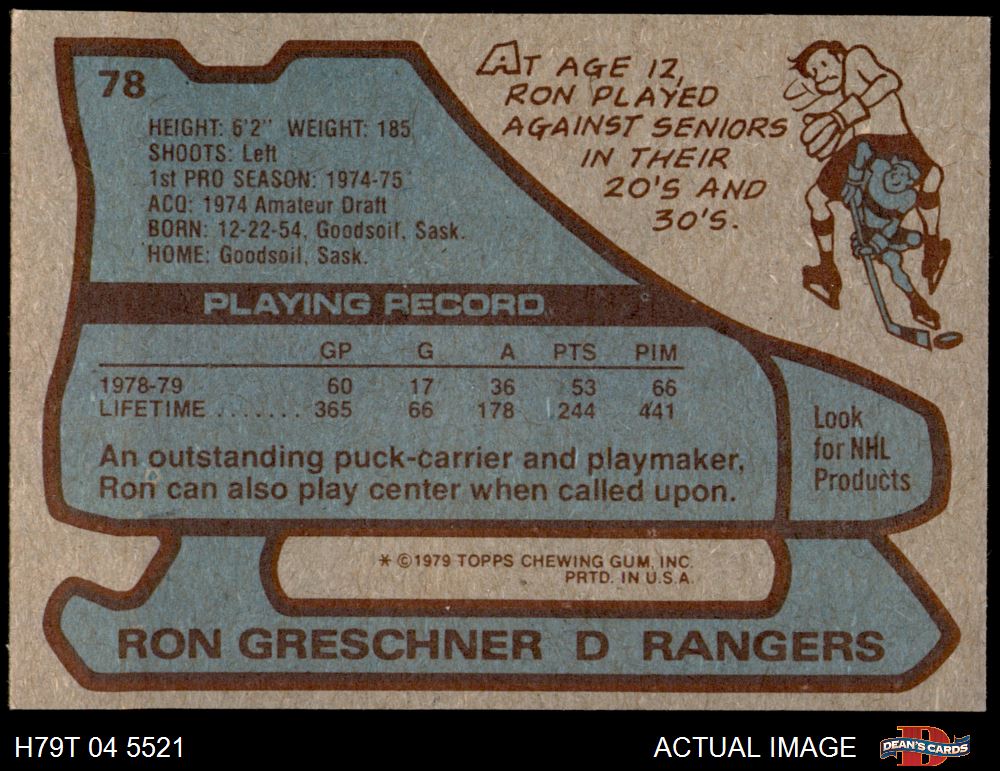 78
HEIGHT: 6'2" WEIGHT: 185
SHOOTS: Left
1st PRO SEASON: 1974-75
ACQ: 1974 Amateur Draft
BORN: 12-22-54, Goodsoil, Sask.
HOME: Goodsoil, Sask.
AT AGE 12,
RON PLAYED
AGAINST SENIORS
IN THEIR
20'S AND
30'S.
PLAYING RECORD
GP G A PTS PIM
1978-79 60 17 36 53 66
LIFETIME ....... 365 66 178 244 441
An outstanding puck-carrier and playmaker,
Ron can also play center when called upon.
Look
for NHL
Products
* ©1979 TOPPS CHEWING GUM, INC.
PRTD. IN U.S.A.
RON GRESCHNER D RANGERS
H79T 04 5521
ACTUAL IMAGE
DEAN'S CARDS